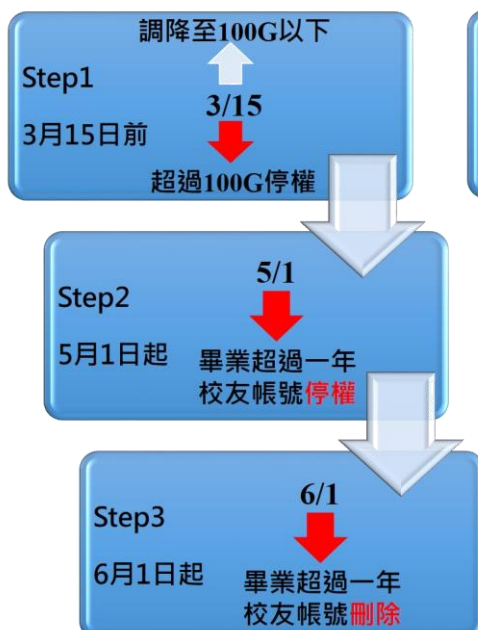 調降至100G以下
Step1
3/15
3月15日前
超過100G停權
5/1
Step2
5月1日起
畢業超過一年
校友帳號停權
6/1
Step3
6月1日起
畢業超過一年
校友帳號刪除